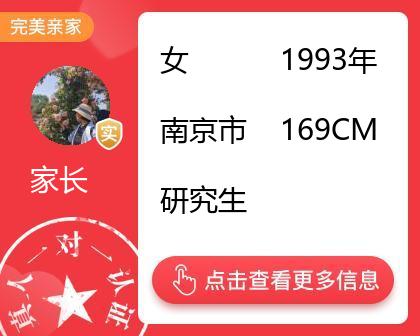 完美亲家
女 1993年
南京市 169CM
研究生
实
家长
真人一对一认证
点击查看更多信息